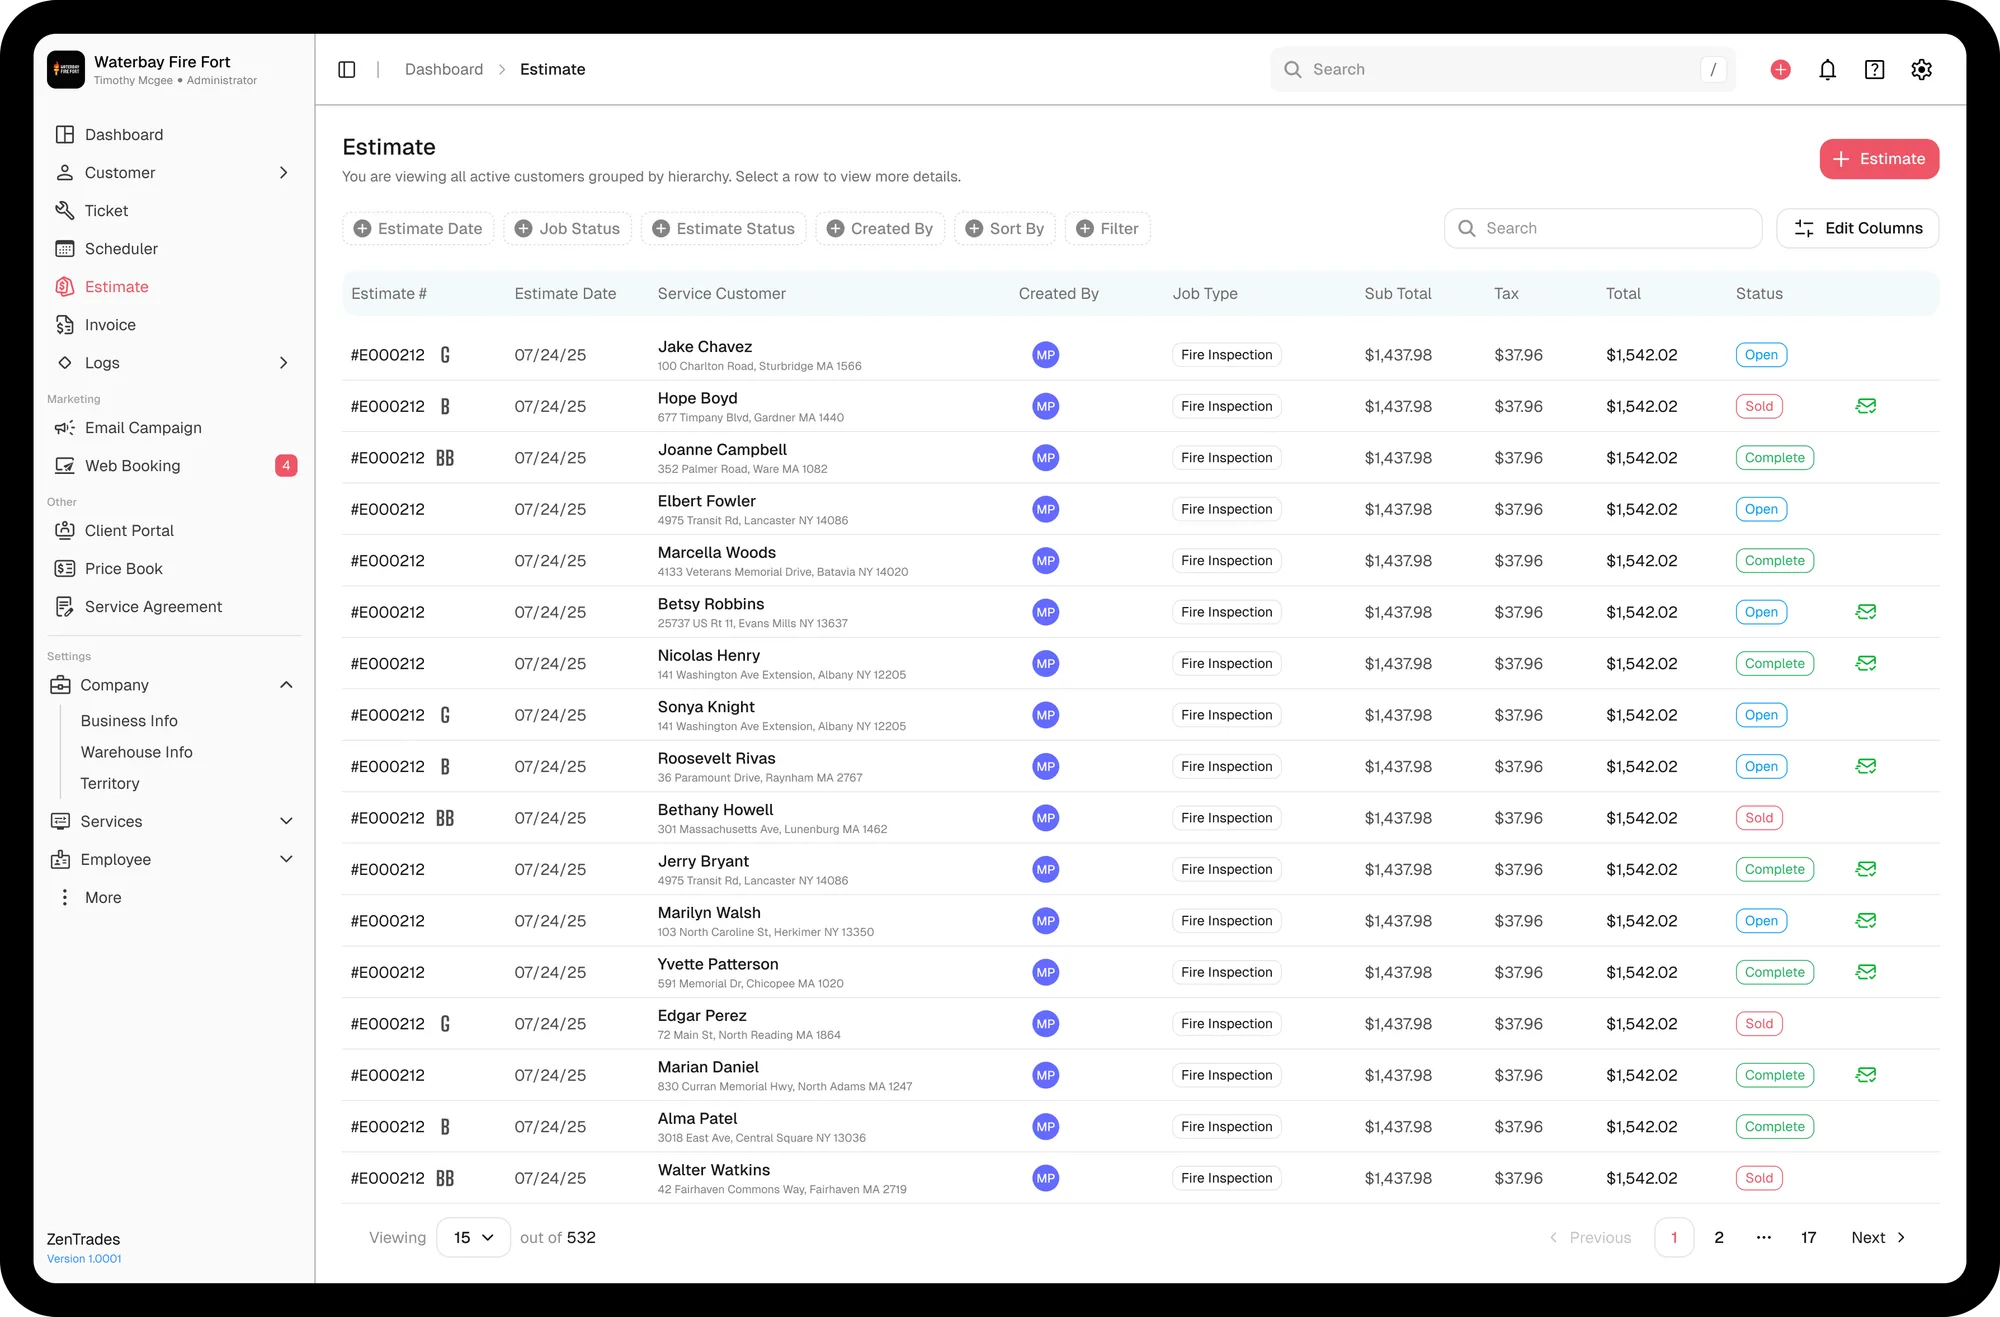 WATERBAY
FIRE FORT
Waterbay Fire Fort
Timothy Mcgee • Administrator
Dashboard
Customer
Ticket
Scheduler
Estimate
Invoice
Logs
Marketing
Email Campaign
Web Booking 4
Other
Client Portal
Price Book
Service Agreement
Settings
Company
Business Info
Warehouse Info
Territory
Services
Employee
More
ZenTrades
Version 1.0001
Dashboard > Estimate
Search /
Estimate
You are viewing all active customers grouped by hierarchy. Select a row to view more details.
+ Estimate
Estimate Date Job Status Estimate Status Created By Sort By Filter
Search
Edit Columns
Estimate # Estimate Date Service Customer Created By Job Type Sub Total Tax Total Status
#E000212 G 07/24/25 Jake Chavez MP Fire Inspection $1,437.98 $37.96 $1,542.02 Open
100 Charlton Road, Sturbridge MA 1566
#E000212 B 07/24/25 Hope Boyd MP Fire Inspection $1,437.98 $37.96 $1,542.02 Sold
677 Timpany Blvd, Gardner MA 1440
#E000212 BB 07/24/25 Joanne Campbell MP Fire Inspection $1,437.98 $37.96 $1,542.02 Complete
352 Palmer Road, Ware MA 1082
#E000212 07/24/25 Elbert Fowler MP Fire Inspection $1,437.98 $37.96 $1,542.02 Open
4975 Transit Rd, Lancaster NY 14086
#E000212 07/24/25 Marcella Woods MP Fire Inspection $1,437.98 $37.96 $1,542.02 Complete
4133 Veterans Memorial Drive, Batavia NY 14020
#E000212 07/24/25 Betsy Robbins MP Fire Inspection $1,437.98 $37.96 $1,542.02 Open
25737 US Rt 11, Evans Mills NY 13637
#E000212 07/24/25 Nicolas Henry MP Fire Inspection $1,437.98 $37.96 $1,542.02 Complete
141 Washington Ave Extension, Albany NY 12205
#E000212 G 07/24/25 Sonya Knight MP Fire Inspection $1,437.98 $37.96 $1,542.02 Open
141 Washington Ave Extension, Albany NY 12205
#E000212 B 07/24/25 Roosevelt Rivas MP Fire Inspection $1,437.98 $37.96 $1,542.02 Open
36 Paramount Drive, Raynham MA 2767
#E000212 BB 07/24/25 Bethany Howell MP Fire Inspection $1,437.98 $37.96 $1,542.02 Sold
301 Massachusetts Ave, Lunenburg MA 1462
#E000212 07/24/25 Jerry Bryant MP Fire Inspection $1,437.98 $37.96 $1,542.02 Complete
4975 Transit Rd, Lancaster NY 14086
#E000212 07/24/25 Marilyn Walsh MP Fire Inspection $1,437.98 $37.96 $1,542.02 Open
103 North Caroline St, Herkimer NY 13350
#E000212 07/24/25 Yvette Patterson MP Fire Inspection $1,437.98 $37.96 $1,542.02 Complete
591 Memorial Dr, Chicopee MA 1020
#E000212 G 07/24/25 Edgar Perez MP Fire Inspection $1,437.98 $37.96 $1,542.02 Sold
72 Main St, North Reading MA 1864
#E000212 07/24/25 Marian Daniel MP Fire Inspection $1,437.98 $37.96 $1,542.02 Complete
830 Curran Memorial Hwy, North Adams MA 1247
#E000212 B 07/24/25 Alma Patel MP Fire Inspection $1,437.98 $37.96 $1,542.02 Complete
3018 East Ave, Central Square NY 13036
#E000212 BB 07/24/25 Walter Watkins MP Fire Inspection $1,437.98 $37.96 $1,542.02 Sold
42 Fairhaven Commons Way, Fairhaven MA 2719
Viewing 15 out of 532
< Previous 1 2 ... 17 Next >